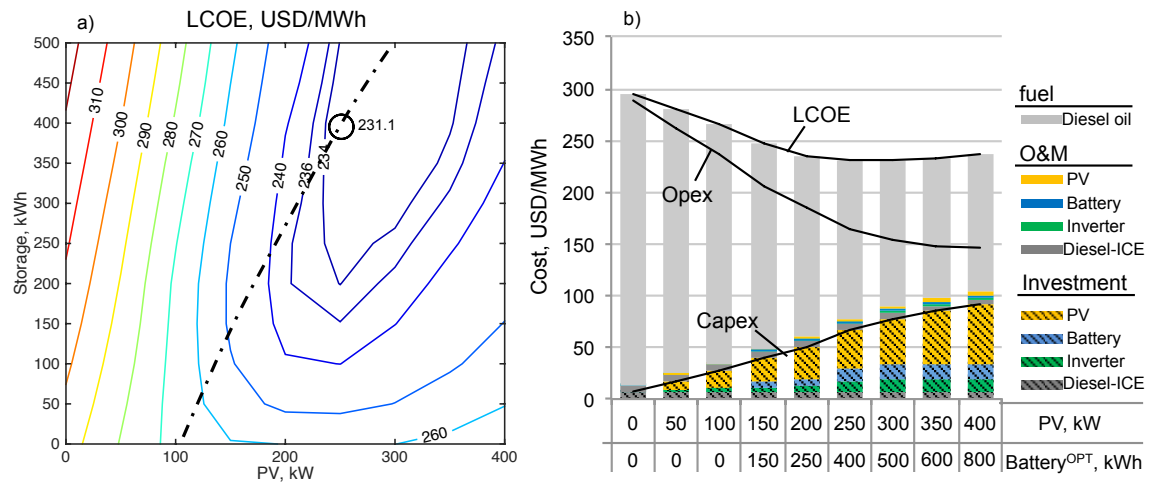 a)
LCOE, USD/MWh
500
450
400
350
300
250
200
150
100
50
0
Storage, kWh
310
300
290
280
270
260
250
240
236
234
231.1
260
0
100
200
300
400
PV, kW
b)
350
300
250
200
150
100
50
0
Cost, USD/MWh
LCOE
Opex
Capex
fuel
Diesel oil
O&M
PV
Battery
Inverter
Diesel-ICE
Investment
PV
Battery
Inverter
Diesel-ICE
0 50 100 150 200 250 300 350 400 PV, kW
0 0 0 150 250 400 500 600 800 Battery^OPT, kWh